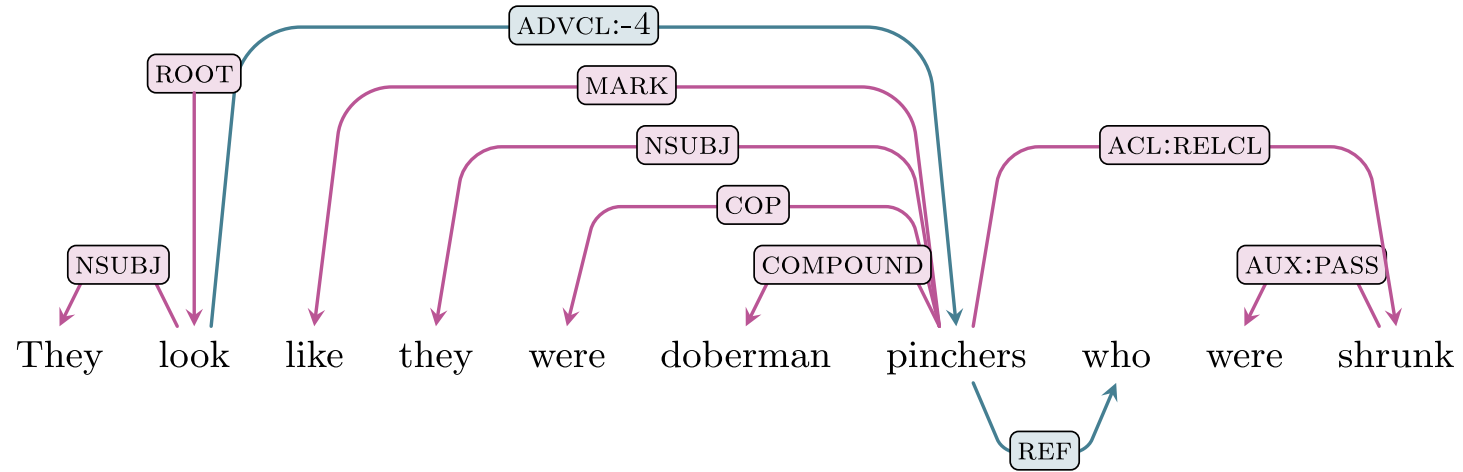 ADVCL:-4
ROOT
MARK
NSUBJ
ACL:RELCL
COP
NSUBJ
COMPOUND
AUX:PASS
They look like they were doberman pinchers who were shrunk
REF